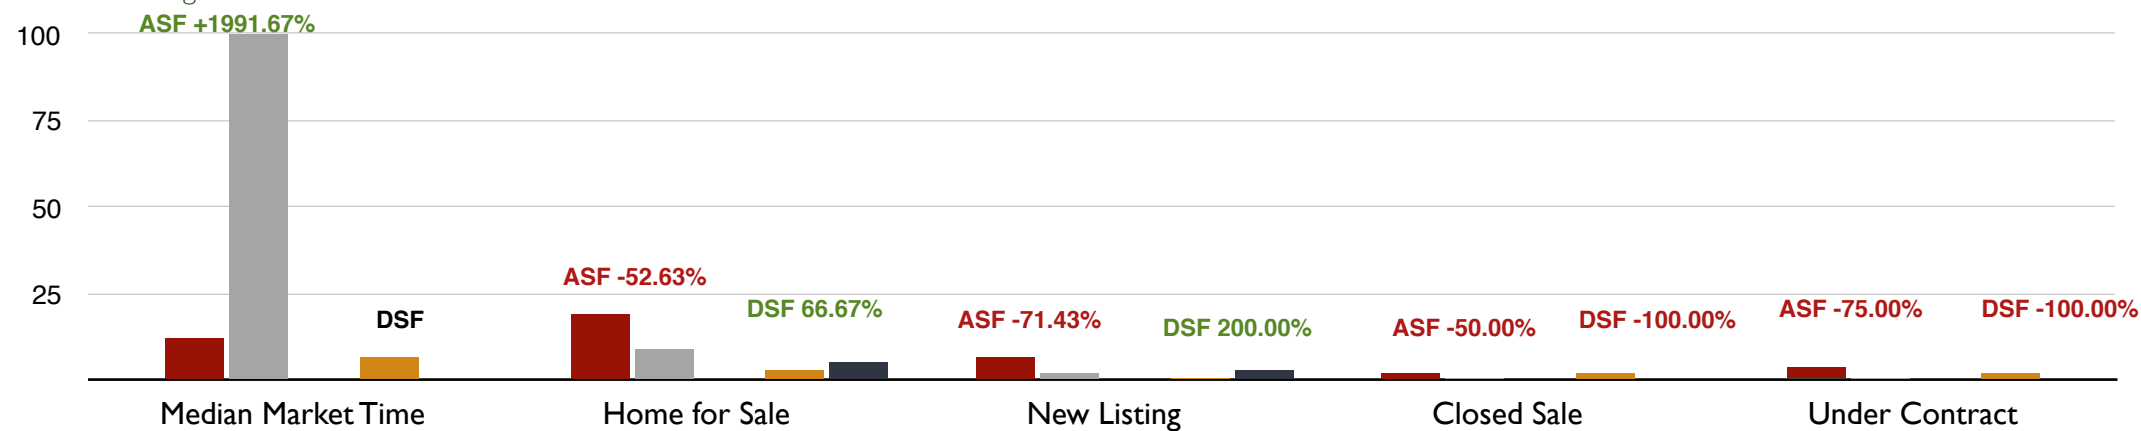 ASF +1991.67%
100
75
50
25
DSF
ASF -52.63%
DSF 66.67%
ASF -71.43%
DSF 200.00%
ASF -50.00%
DSF -100.00%
ASF -75.00%
DSF -100.00%
Median Market Time
Home for Sale
New Listing
Closed Sale
Under Contract